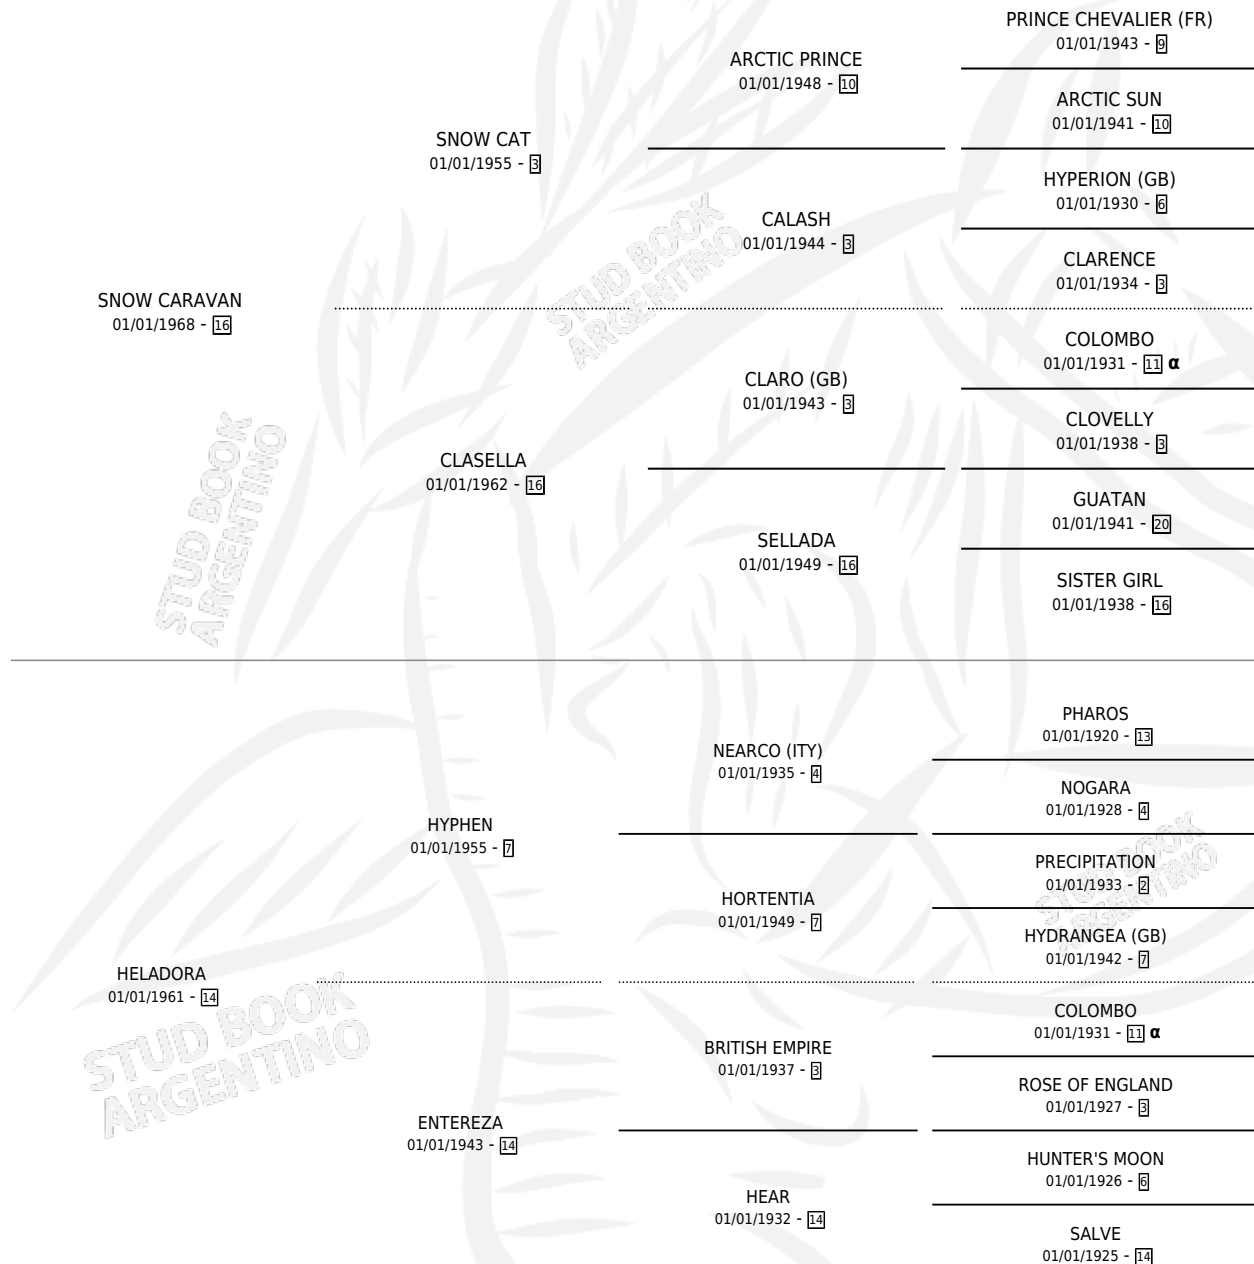 PRINCE CHEVALIER (FR)
01/01/1943 - 9
ARCTIC PRINCE
01/01/1948 - 10
ARCTIC SUN
01/01/1941 - 10
SNOW CAT
01/01/1955 - 3
HYPERION (GB)
01/01/1930 - 6
CALASH
01/01/1944 - 3
CLARENCE
01/01/1934 - 3
SNOW CARAVAN
01/01/1968 - 16
COLOMBO
01/01/1931 - 11 α
CLARO (GB)
01/01/1943 - 3
CLOVELLY
01/01/1938 - 3
CLASELLA
01/01/1962 - 16
GUATAN
01/01/1941 - 20
SELLADA
01/01/1949 - 16
SISTER GIRL
01/01/1938 - 16
PHAROS
01/01/1920 - 13
NEARCO (ITY)
01/01/1935 - 4
NOGARA
01/01/1928 - 4
HYPHEN
01/01/1955 - 7
PRECIPITATION
01/01/1933 - 2
HORTENTIA
01/01/1949 - 7
HYDRANGEA (GB)
01/01/1942 - 7
HELADORA
01/01/1961 - 14
COLOMBO
01/01/1931 - 11 α
BRITISH EMPIRE
01/01/1937 - 3
ROSE OF ENGLAND
01/01/1927 - 3
ENTEREZA
01/01/1943 - 14
HUNTER'S MOON
01/01/1926 - 6
HEAR
01/01/1932 - 14
SALVE
01/01/1925 - 14
STUD BOOK
ARGENTINO
STUD BOOK
ARGENTINO
STUD BOOK
ARGENTINO
STUD BOOK
ARGENTINO